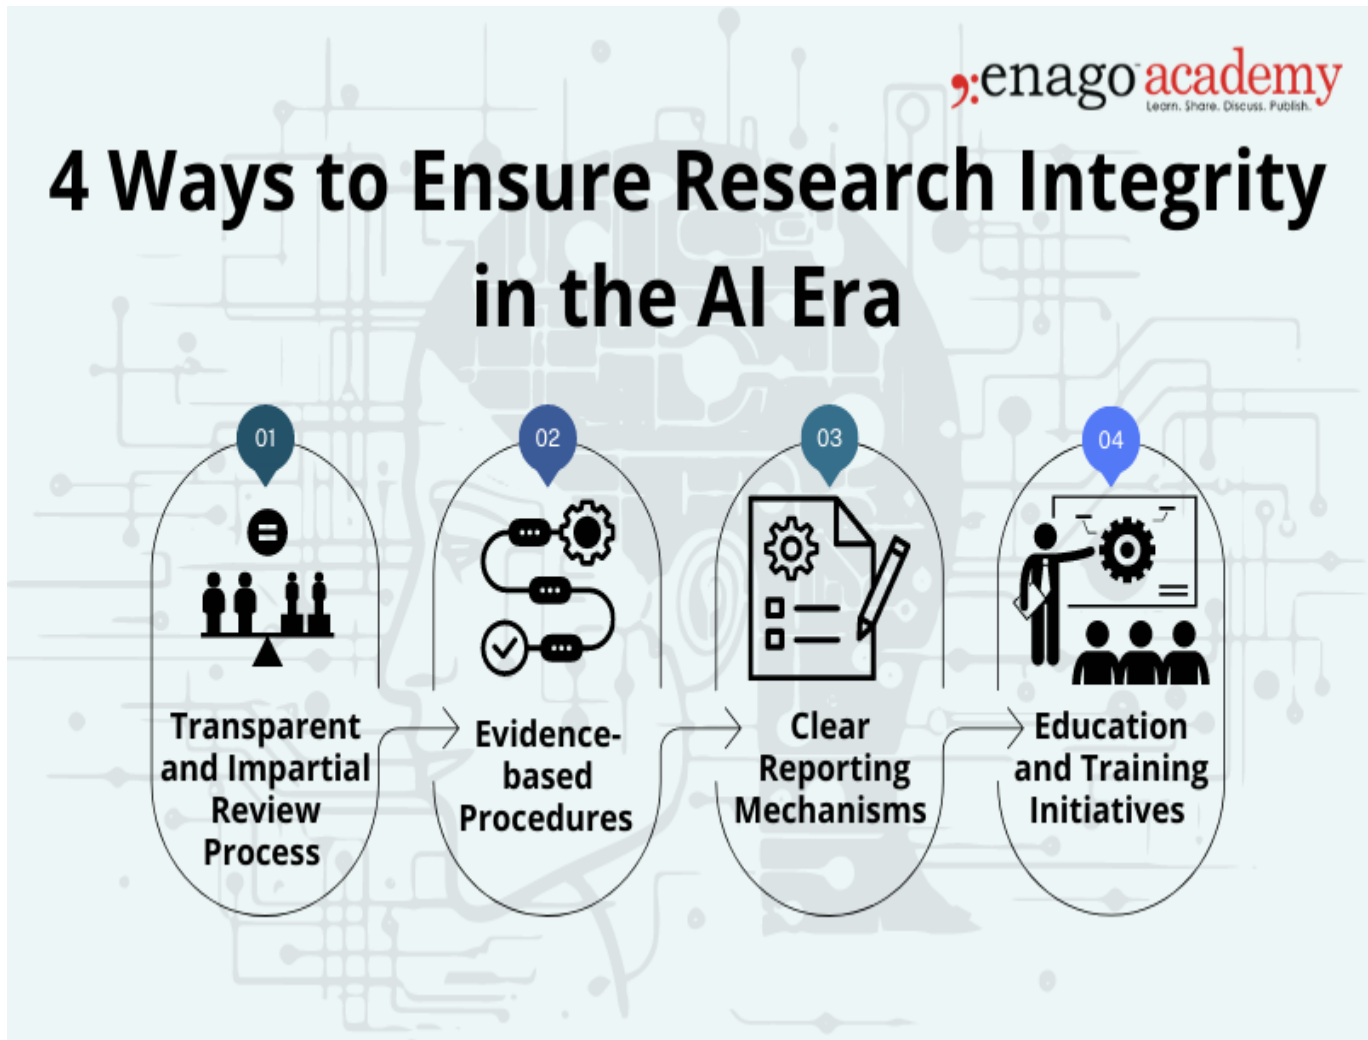 enago academy
Learn. Share. Discuss. Publish.
4 Ways to Ensure Research Integrity
in the AI Era
01
Transparent
and Impartial
Review
Process
02
Evidence-
based
Procedures
03
Clear
Reporting
Mechanisms
04
Education
and Training
Initiatives